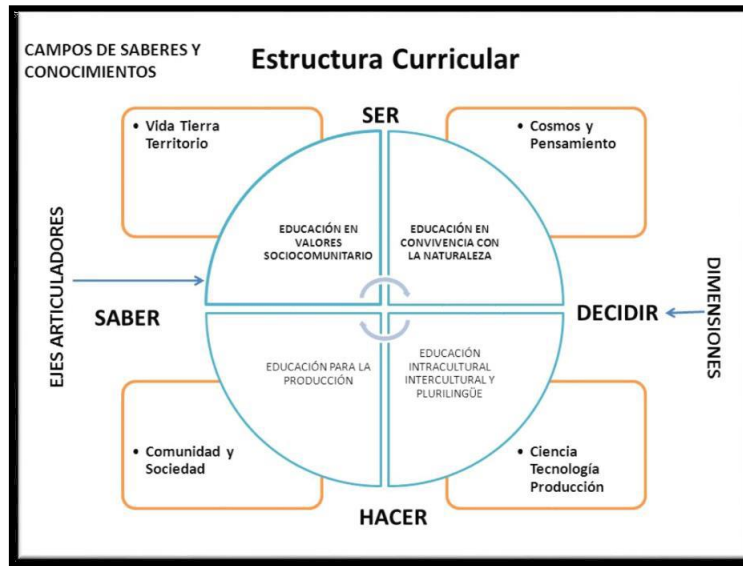 CAMPOS DE SABERES Y
CONOCIMIENTOS
Estructura Curricular
SER
• Vida Tierra
Territorio
• Cosmos y
Pensamiento
EDUCACIÓN EN
VALORES
SOCIOCOMUNITARIO
EDUCACIÓN EN
CONVIVENCIA CON
LA NATURALEZA
EJES ARTICULADORES
SABER
DECIDIR
DIMENSIONES
EDUCACIÓN PARA LA
PRODUCCIÓN
EDUCACIÓN
INTRACULTURAL
INTERCULTURAL Y
PLURILINGÜE
• Comunidad y
Sociedad
• Ciencia
Tecnología
Producción
HACER